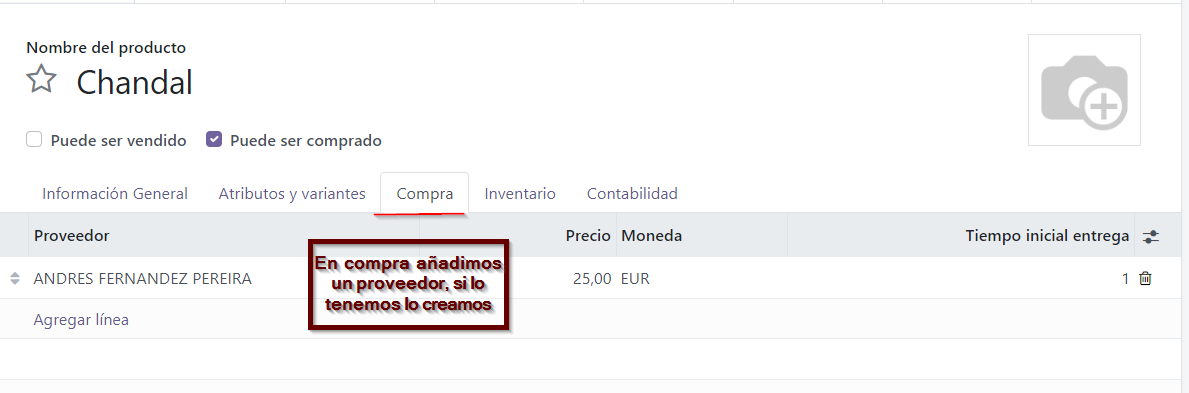 Nombre del producto
Chandal
Puede ser vendido Puede ser comprado
Información General Atributos y variantes Compra Inventario Contabilidad
Proveedor Precio Moneda Tiempo inicial entrega
ANDRES FERNANDEZ PEREIRA 25,00 EUR 1
En compra añadimos
un proveedor, si lo
tenemos lo creamos
Agregar línea